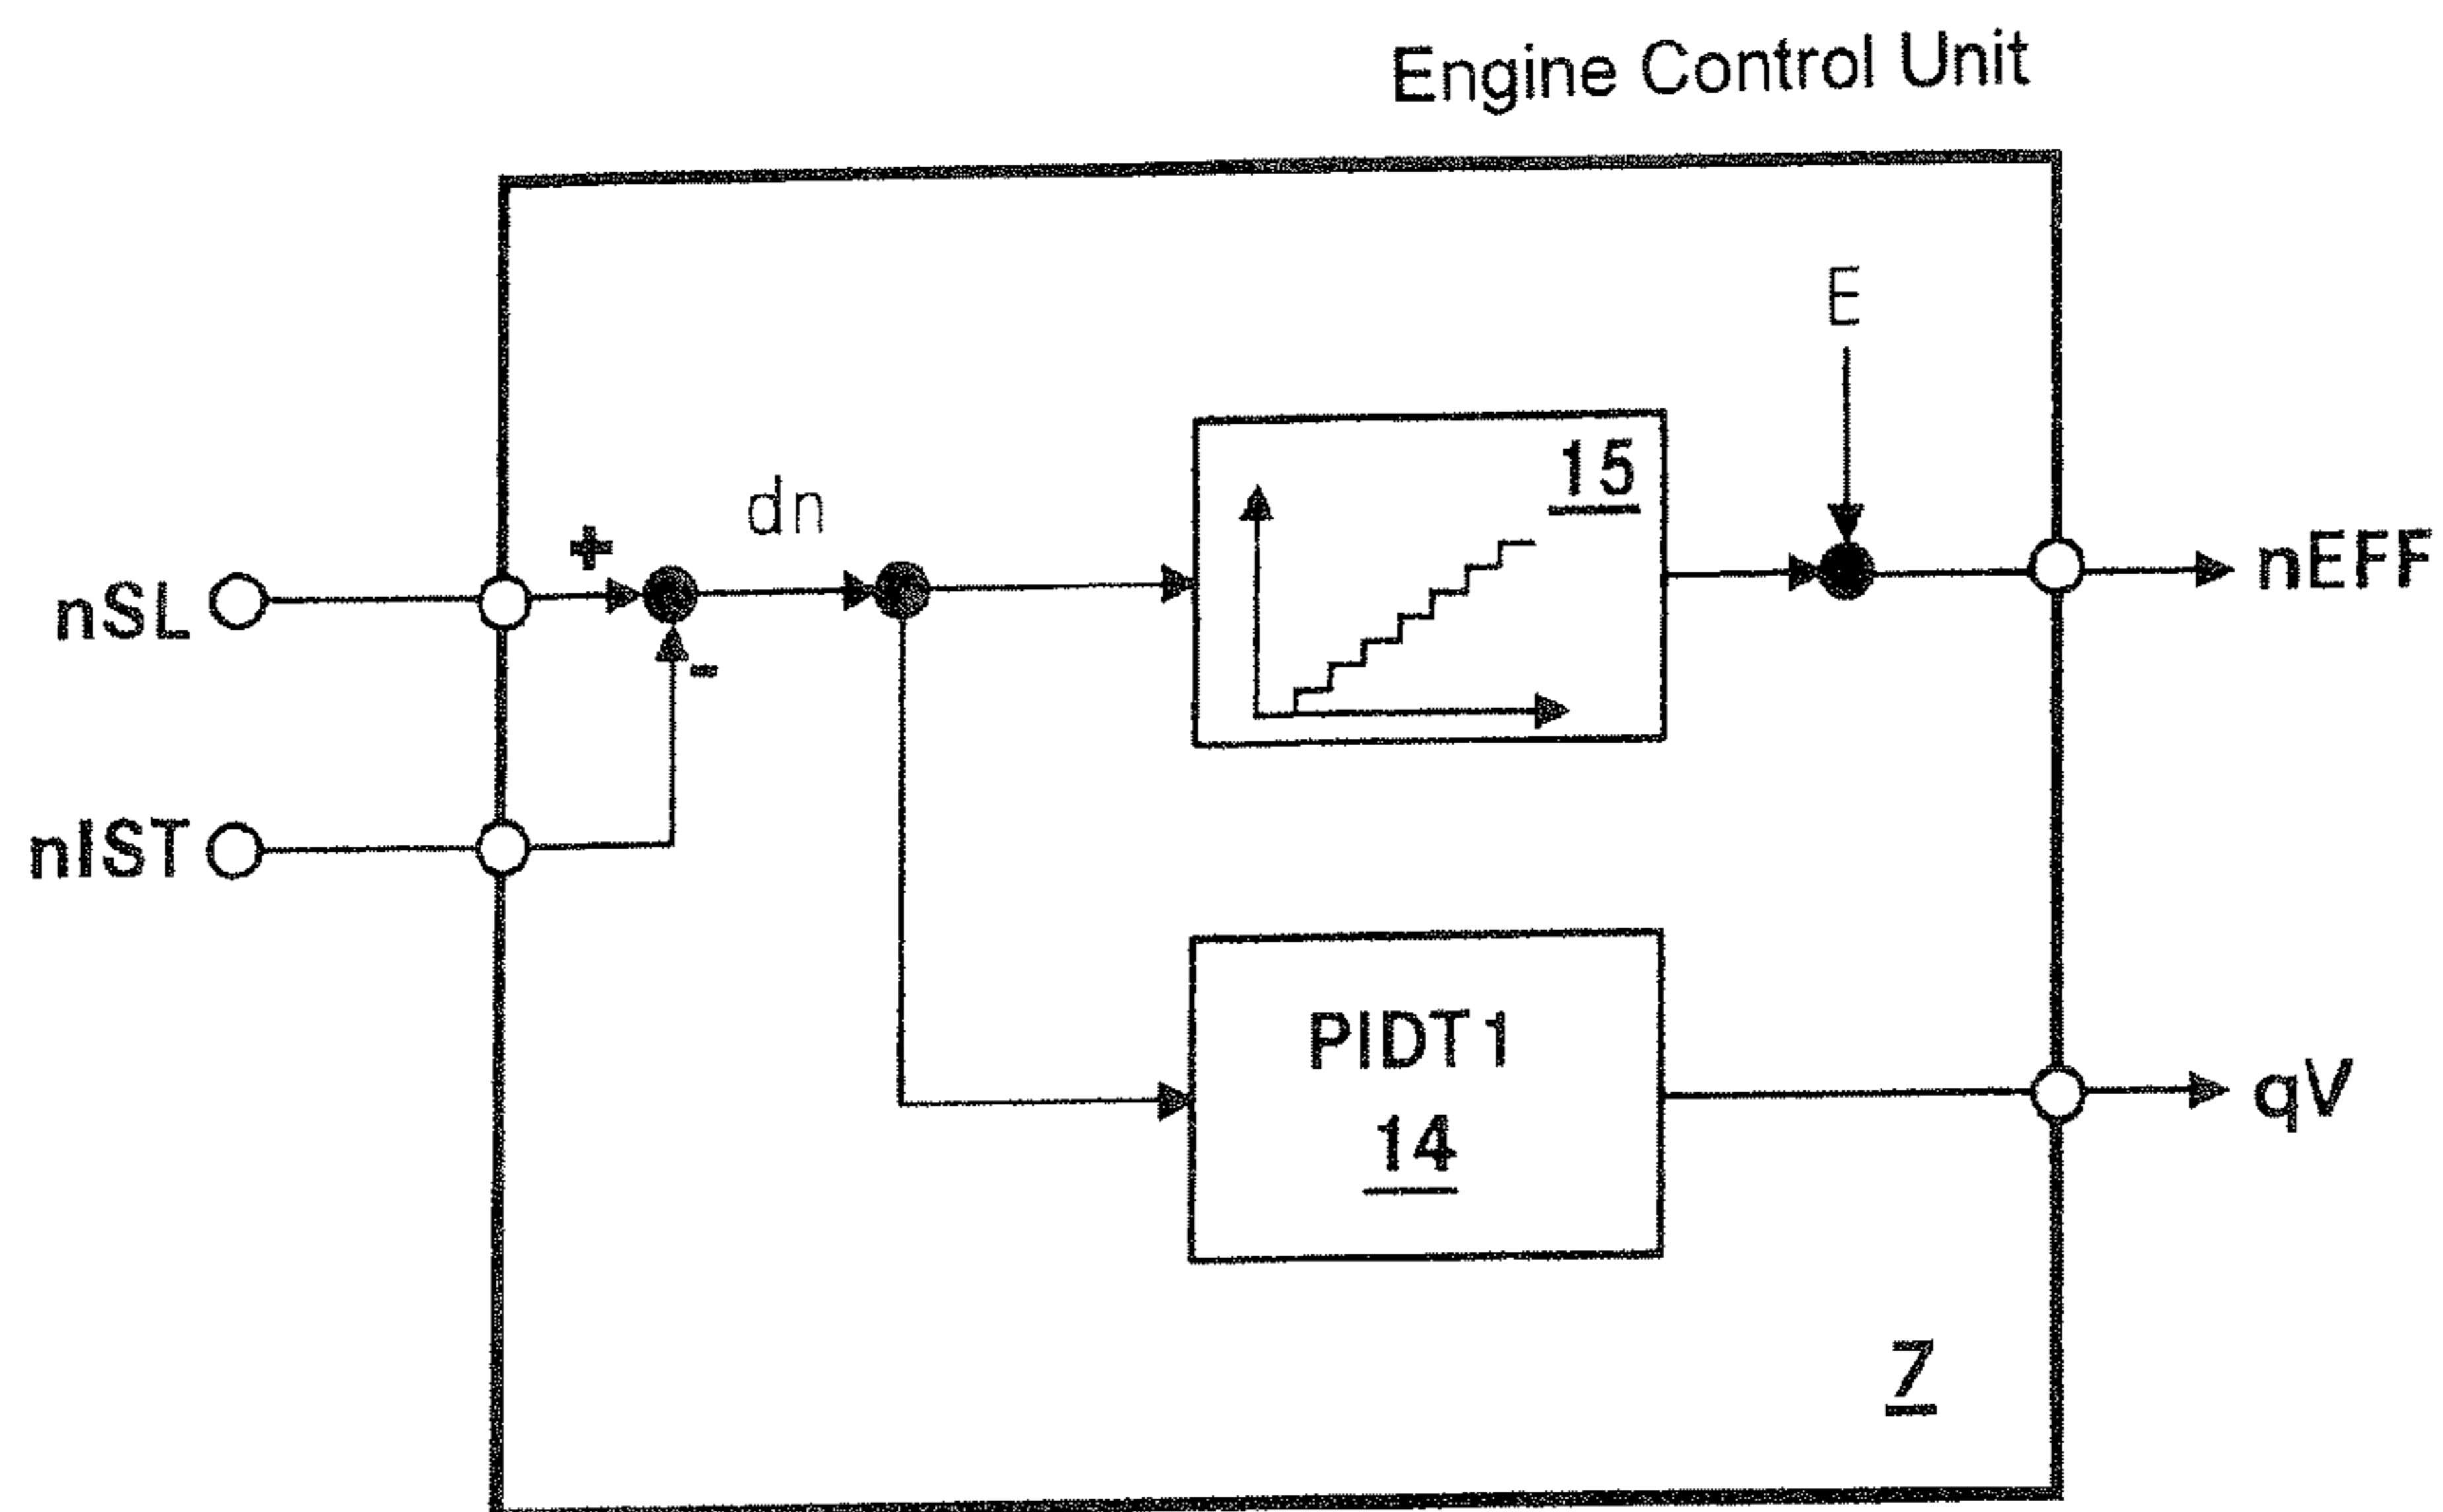 Engine Control Unit
E
15
dn
+
nSL
nEFF
-
nIST
PIDT1
14
qV
7